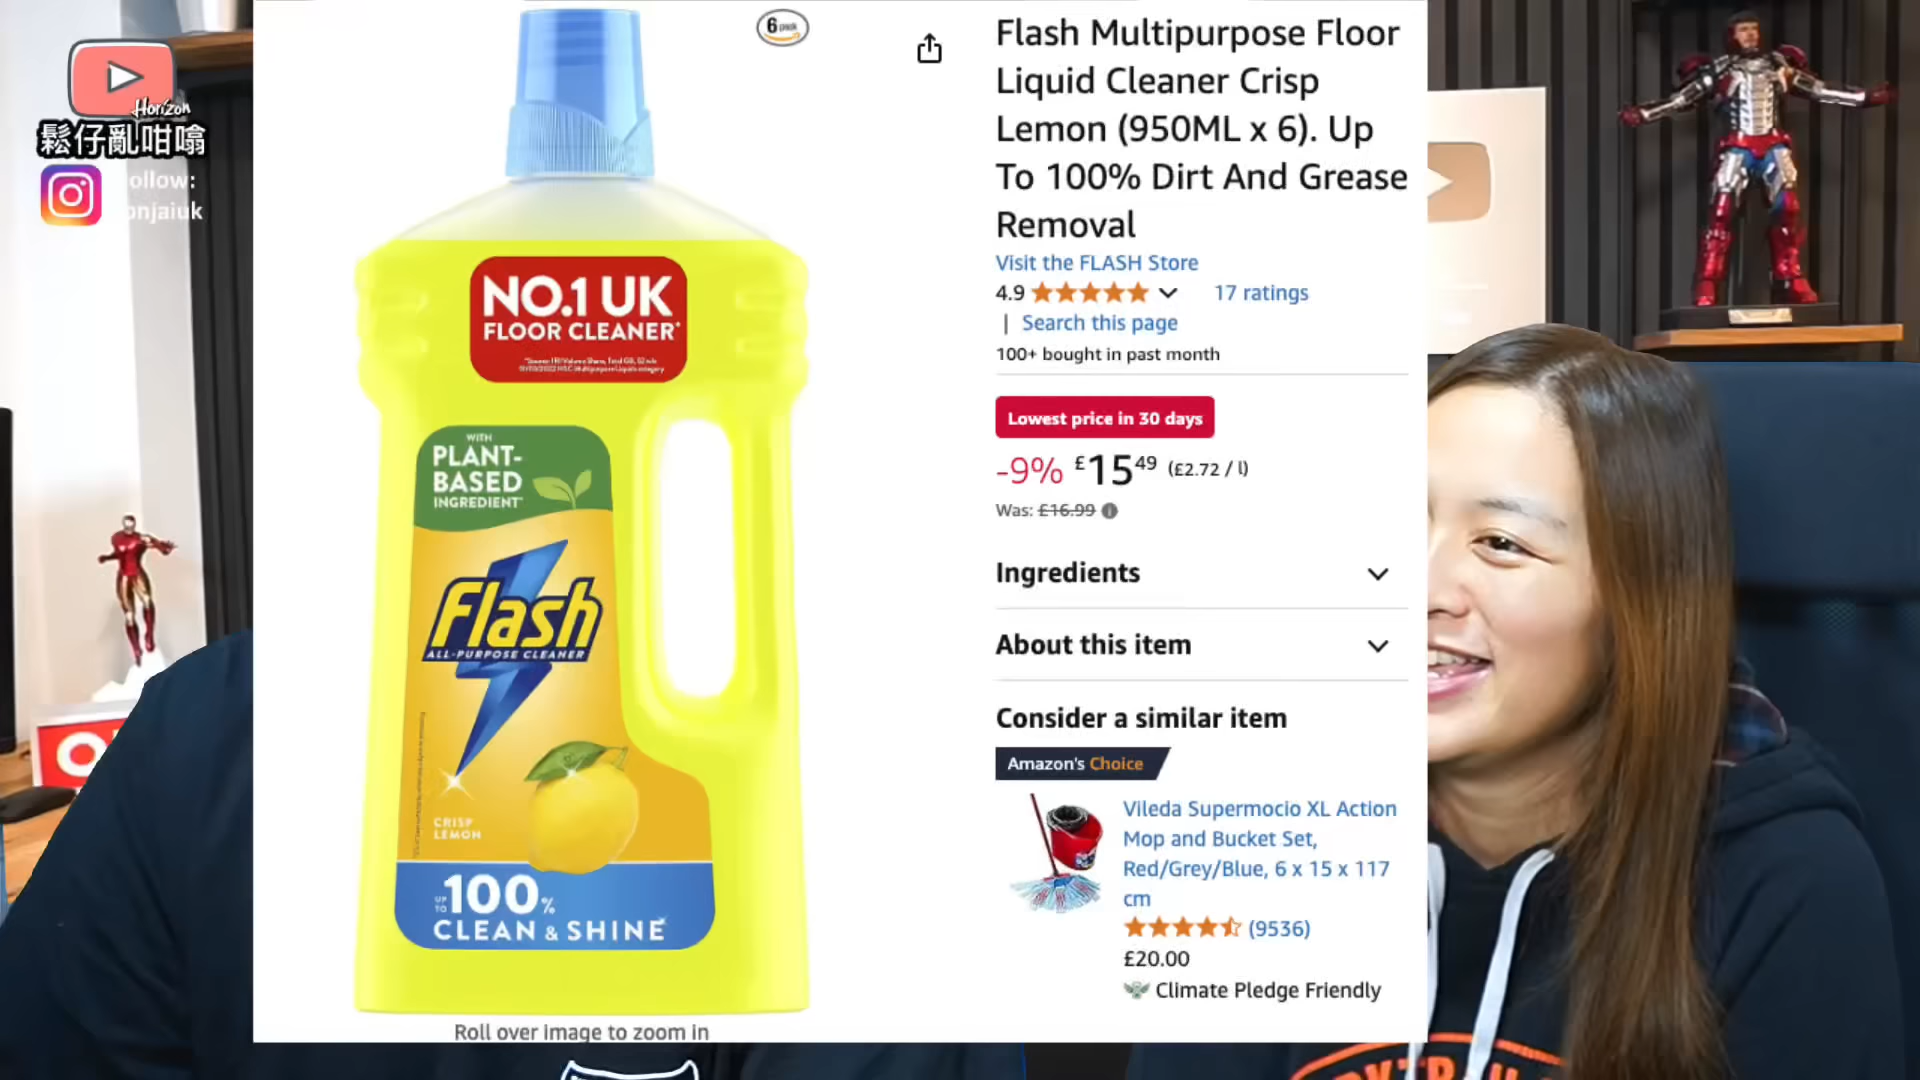 Horizon
鬆仔亂咁噏
ollow:
onjaiuk
6 pack
NO.1 UK
FLOOR CLEANER*
WITH
PLANT-
BASED
INGREDIENT*
Flash
ALL-PURPOSE CLEANER
CRISP
LEMON
UP TO 100%
CLEAN & SHINE*
Roll over image to zoom in
Flash Multipurpose Floor
Liquid Cleaner Crisp
Lemon (950ML x 6). Up
To 100% Dirt And Grease
Removal
Visit the FLASH Store
4.9 17 ratings
| Search this page
100+ bought in past month
Lowest price in 30 days
-9% £1549 (£2.72 / l)
Was: £16.99
Ingredients
About this item
Consider a similar item
Amazon's Choice
Vileda Supermocio XL Action
Mop and Bucket Set,
Red/Grey/Blue, 6 x 15 x 117
cm
(9536)
£20.00
Climate Pledge Friendly